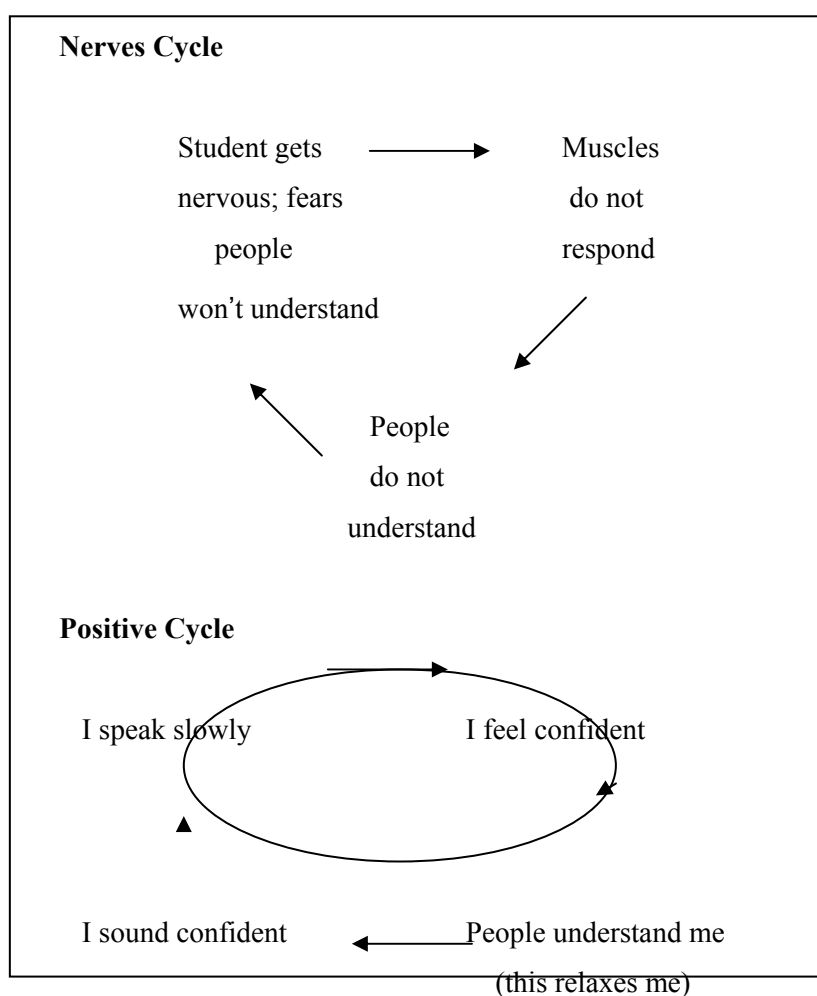 Nerves Cycle
Student gets
nervous; fears
people
won't understand
Muscles
do not
respond
People
do not
understand
Positive Cycle
I speak slowly
I feel confident
I sound confident
People understand me
(this relaxes me)